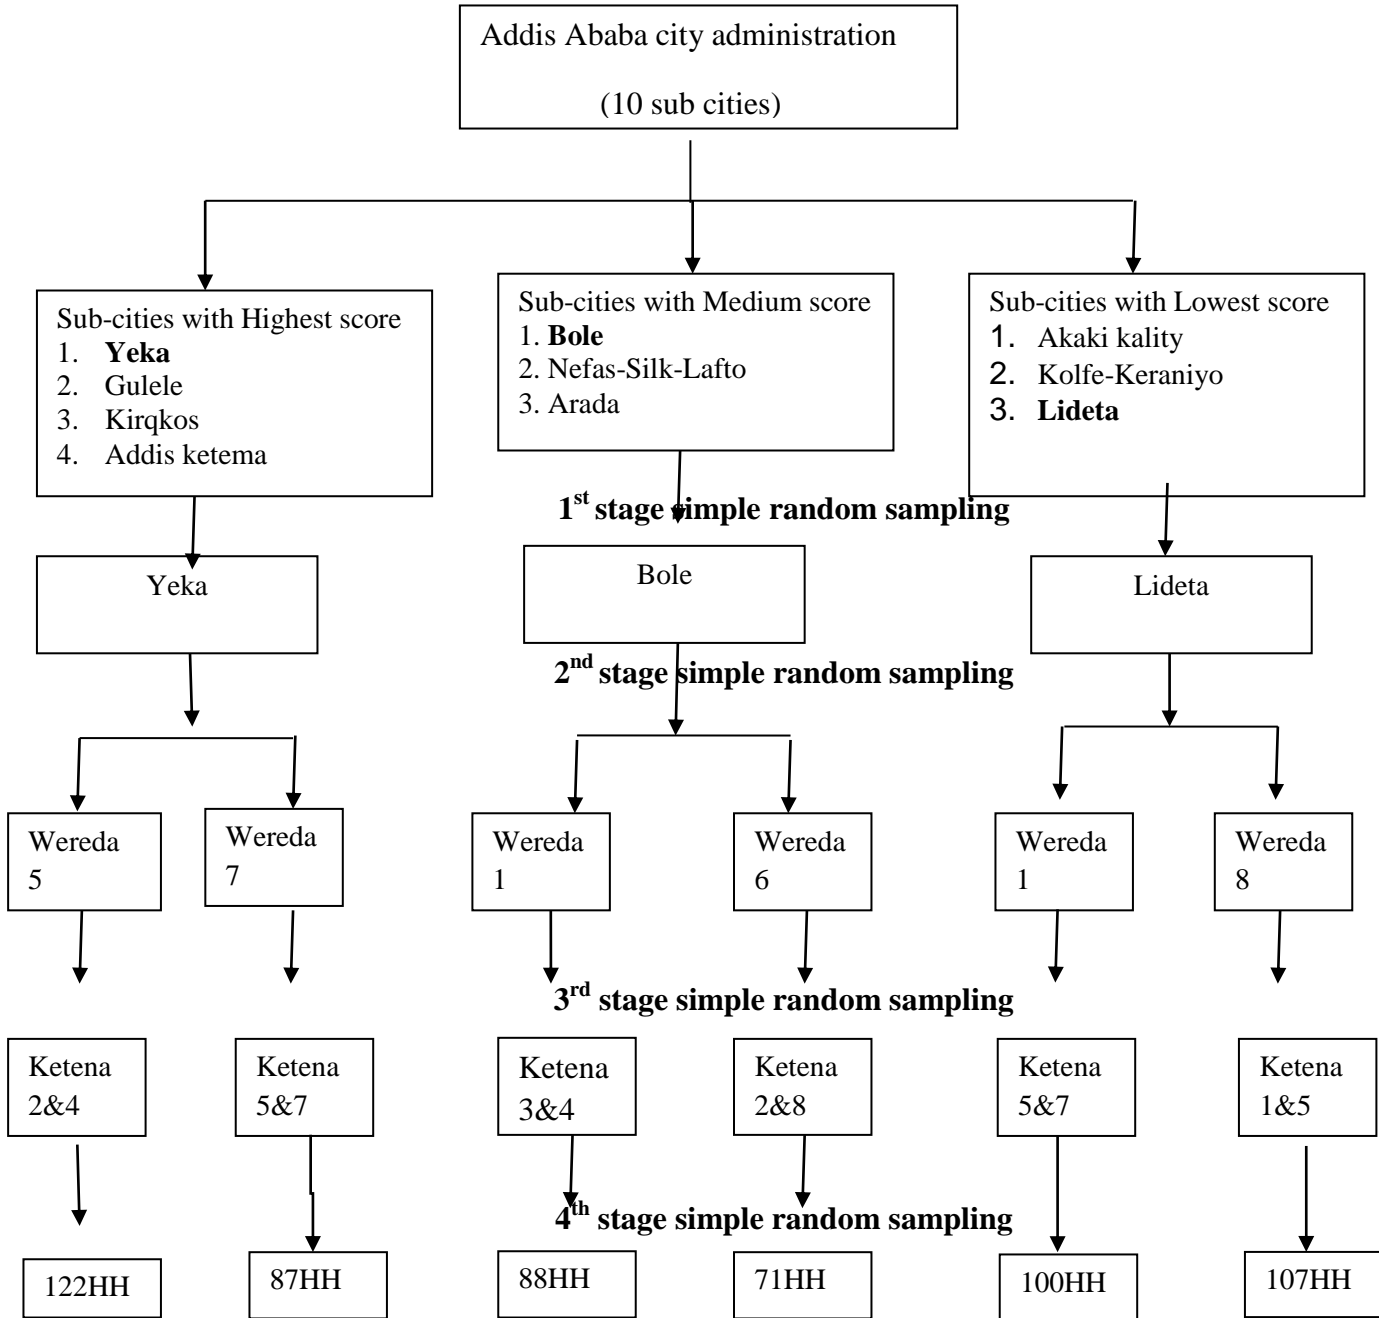 Addis Ababa city administration
(10 sub cities)
Sub-cities with Highest score
1. Yeka
2. Gulele
3. Kirqkos
4. Addis ketema
Sub-cities with Medium score
1. Bole
2. Nefas-Silk-Lafto
3. Arada
Sub-cities with Lowest score
1. Akaki kality
2. Kolfe-Keraniyo
3. Lideta
1st stage simple random sampling
Yeka
Bole
Lideta
2nd stage simple random sampling
Wereda
5
Wereda
7
Wereda
1
Wereda
6
Wereda
1
Wereda
8
3rd stage simple random sampling
Ketena
2&4
Ketena
5&7
Ketena
3&4
Ketena
2&8
Ketena
5&7
Ketena
1&5
4th stage simple random sampling
122HH
87HH
88HH
71HH
100HH
107HH